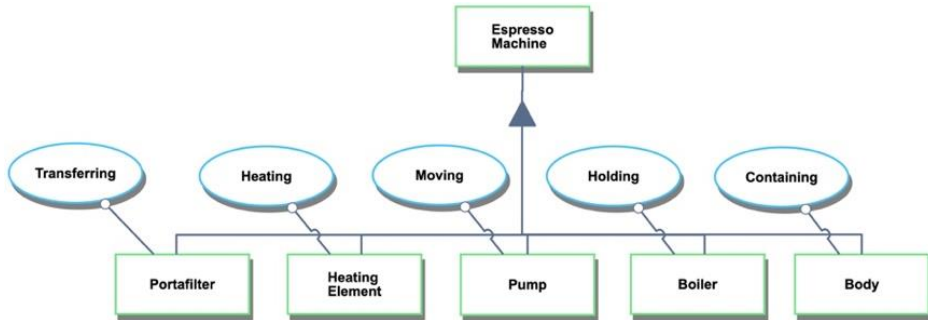 Espresso
Machine
Transferring
Heating
Moving
Holding
Containing
Portafilter
Heating
Element
Pump
Boiler
Body